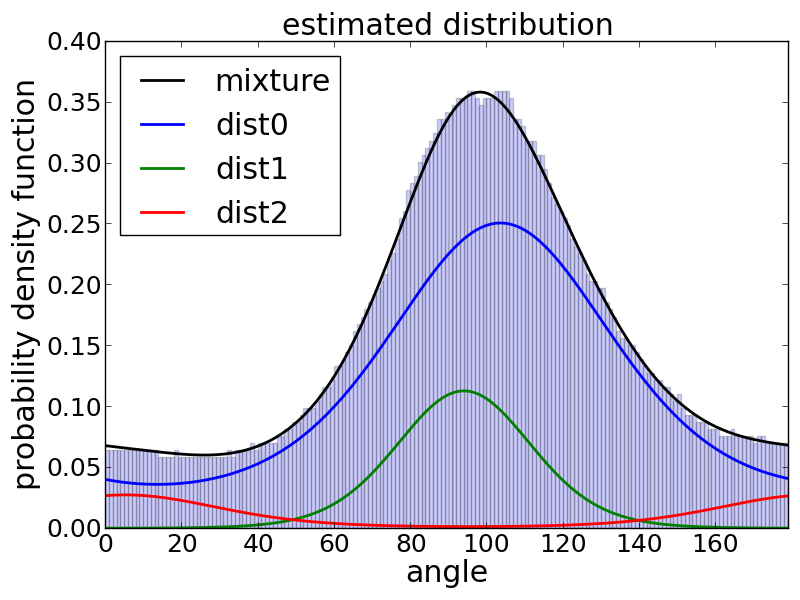 estimated distribution
probability density function
0.40
0.35
0.30
0.25
0.20
0.15
0.10
0.05
0.00
mixture
dist0
dist1
dist2
0 20 40 60 80 100 120 140 160
angle